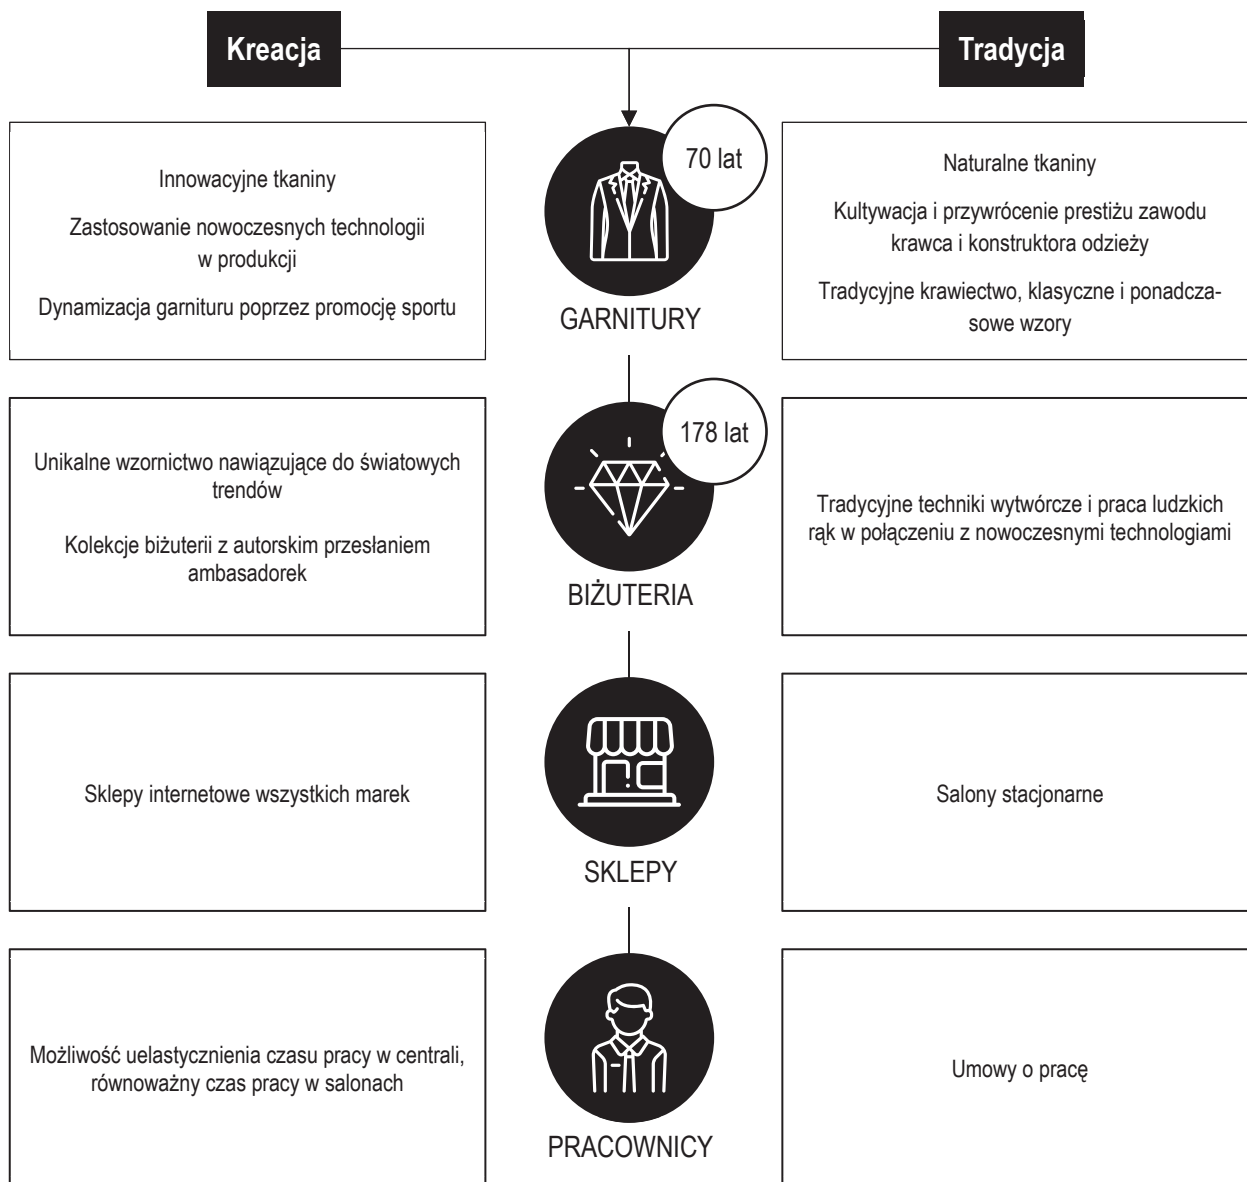 Kreacja
Tradycja
Innowacyjne tkaniny
Zastosowanie nowoczesnych technologii
w produkcji
Dynamizacja garnituru poprzez promocję sportu
70 lat
GARNITURY
Naturalne tkaniny
Kultywacja i przywrócenie prestiżu zawodu
krawca i konstruktora odzieży
Tradycyjne krawiectwo, klasyczne i ponadcza-
sowe wzory
Unikalne wzornictwo nawiązujące do światowych
trendów
Kolekcje biżuterii z autorskim przesłaniem
ambasadorek
178 lat
BIŻUTERIA
Tradycyjne techniki wytwórcze i praca ludzkich
rąk w połączeniu z nowoczesnymi technologiami
Sklepy internetowe wszystkich marek
SKLEPY
Salony stacjonarne
Możliwość uelastycznienia czasu pracy w centrali,
równoważny czas pracy w salonach
PRACOWNICY
Umowy o pracę